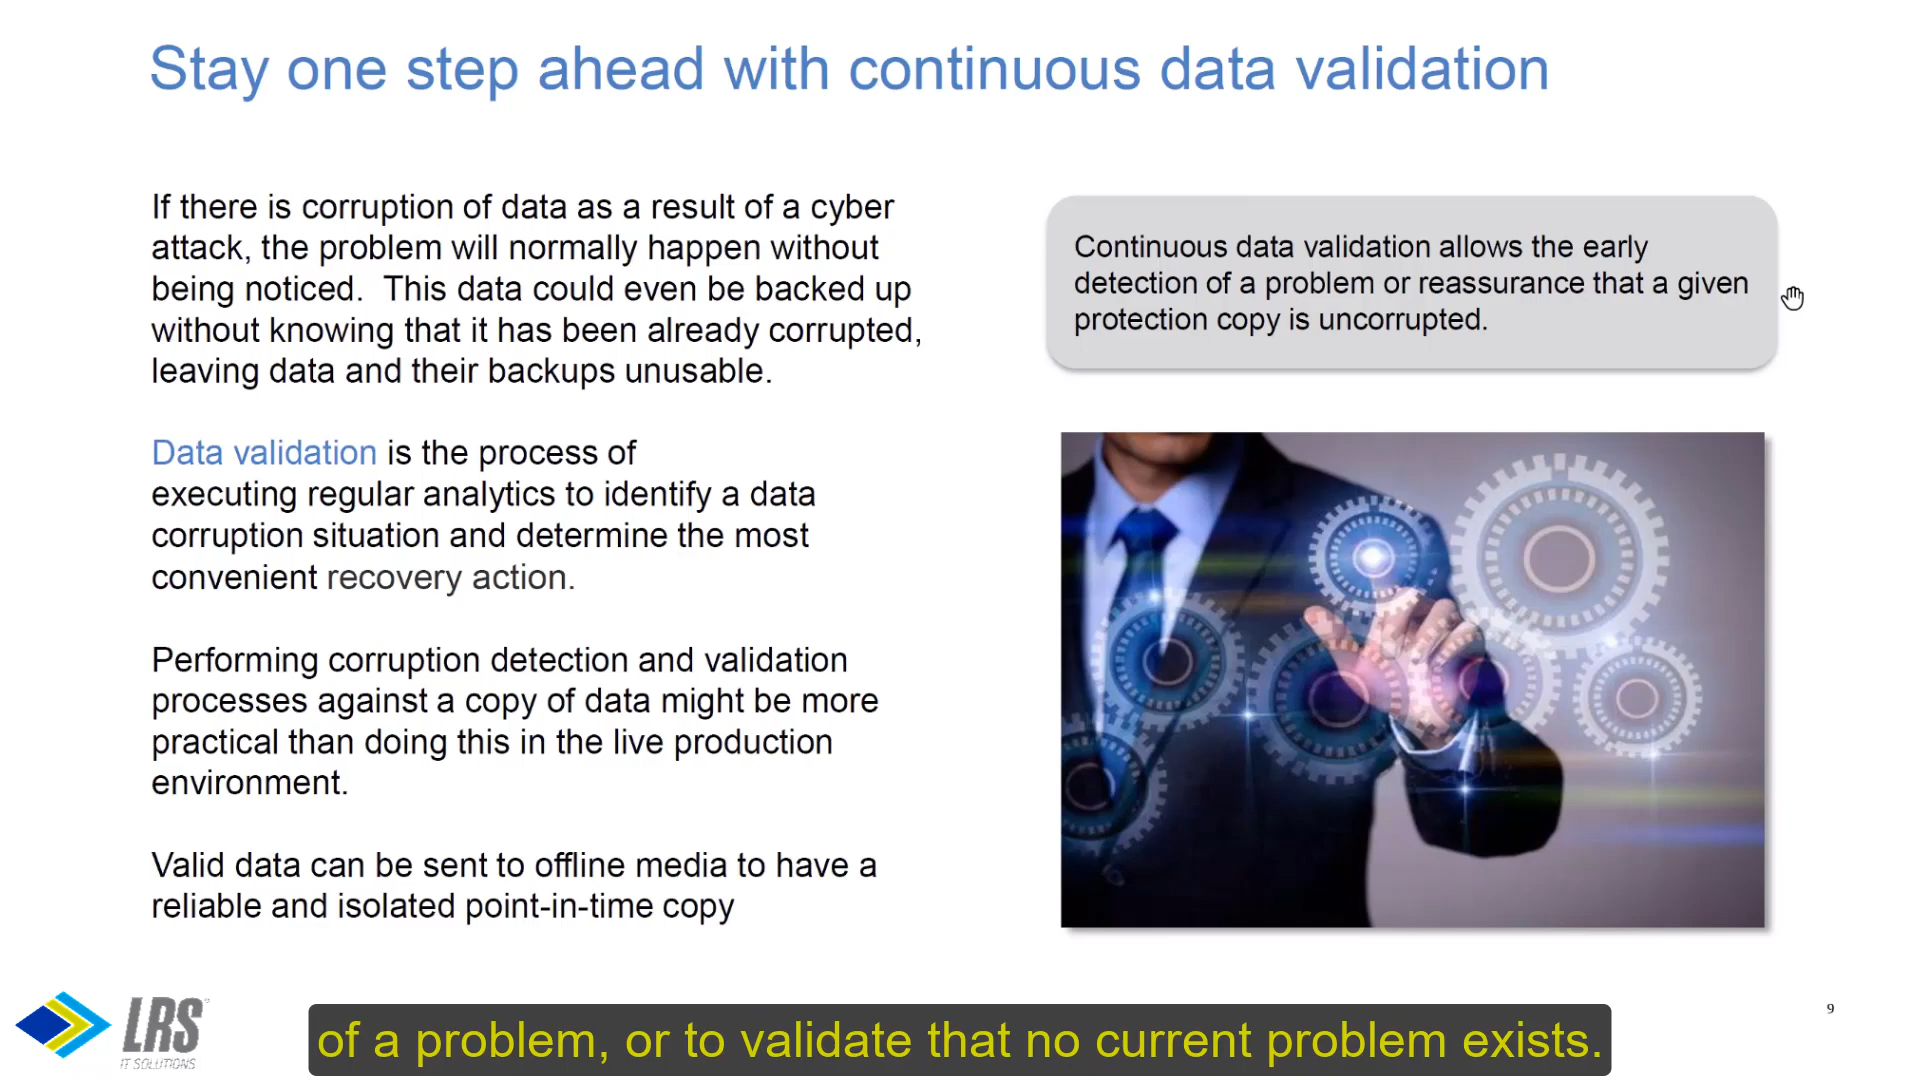 Stay one step ahead with continuous data validation
If there is corruption of data as a result of a cyber
attack, the problem will normally happen without
being noticed.  This data could even be backed up
without knowing that it has been already corrupted,
leaving data and their backups unusable.
Data validation is the process of
executing regular analytics to identify a data
corruption situation and determine the most
convenient recovery action.
Performing corruption detection and validation
processes against a copy of data might be more
practical than doing this in the live production
environment.
Valid data can be sent to offline media to have a
reliable and isolated point-in-time copy
Continuous data validation allows the early
detection of a problem or reassurance that a given
protection copy is uncorrupted.
LRS
IT SOLUTIONS
of a problem, or to validate that no current problem exists.
9